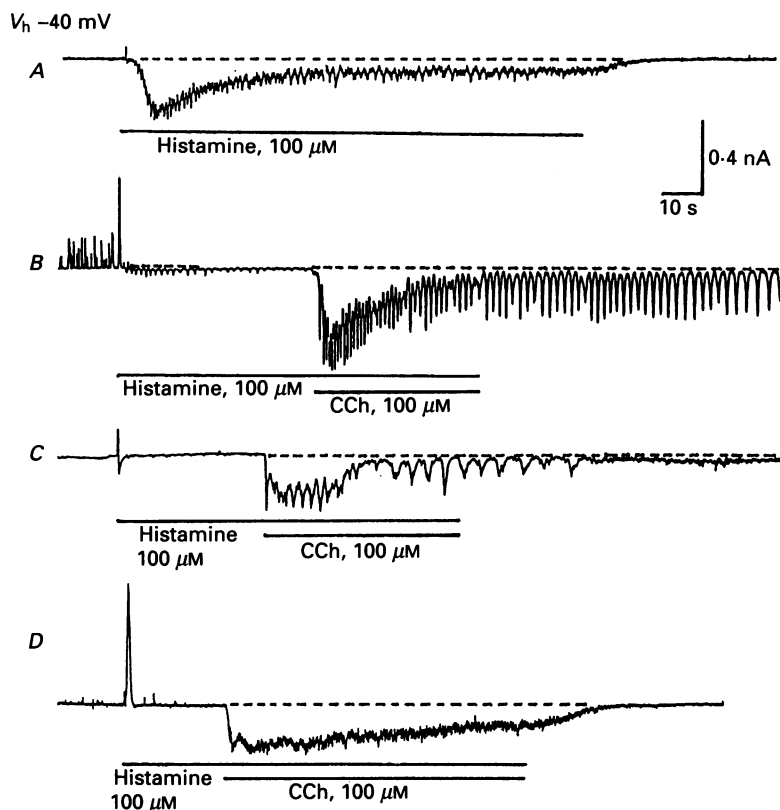 Vh –40 mV
A
Histamine, 100 μM
0·4 nA
10 s
B
Histamine, 100 μM
CCh, 100 μM
C
Histamine
100 μM
CCh, 100 μM
D
Histamine
100 μM
CCh, 100 μM